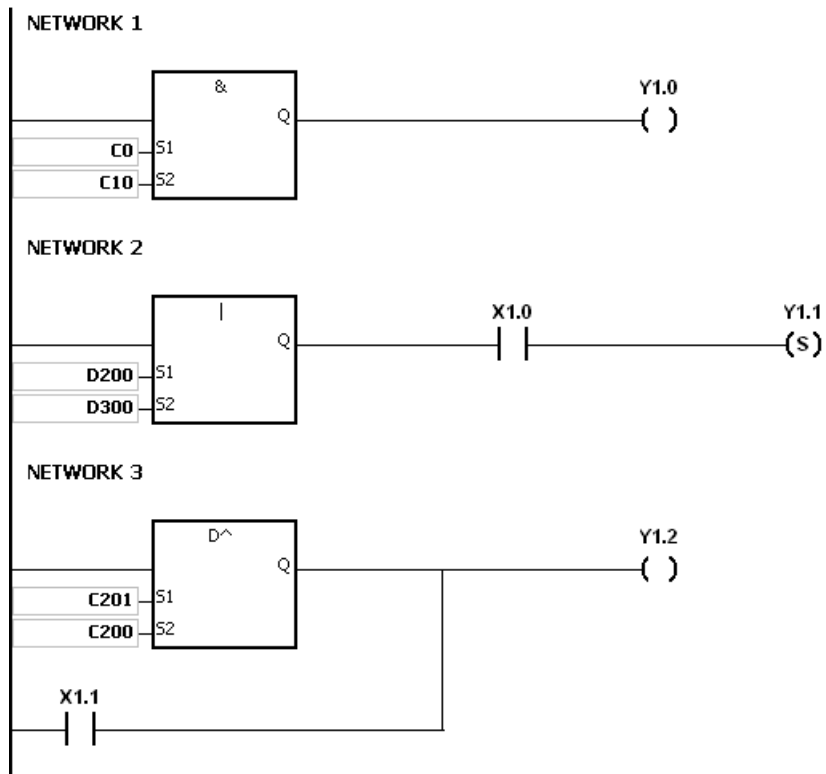 NETWORK 1
&
Y1.0
Q
( )
C0 S1
C10 S2
NETWORK 2
|
X1.0
Y1.1
Q
(S)
D200 S1
D300 S2
NETWORK 3
D^
Y1.2
Q
( )
C201 S1
C200 S2
X1.1